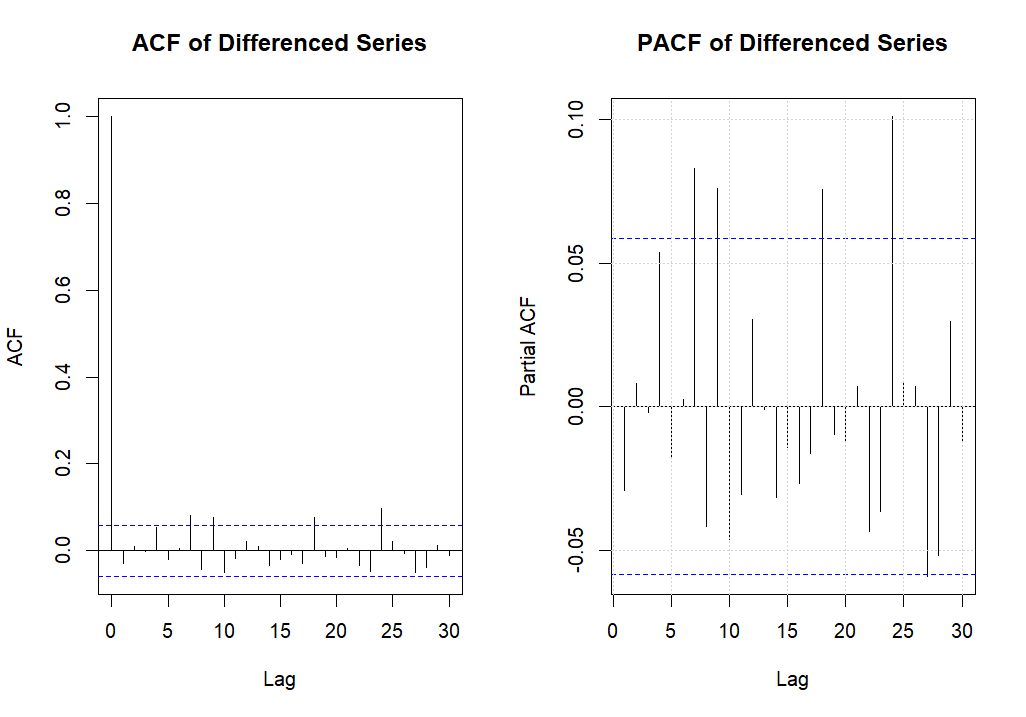 ACF of Differenced Series
ACF
1.0
0.8
0.6
0.4
0.2
0.0
0 5 10 15 20 25 30
Lag
PACF of Differenced Series
Partial ACF
0.10
0.05
0.00
-0.05
0 5 10 15 20 25 30
Lag